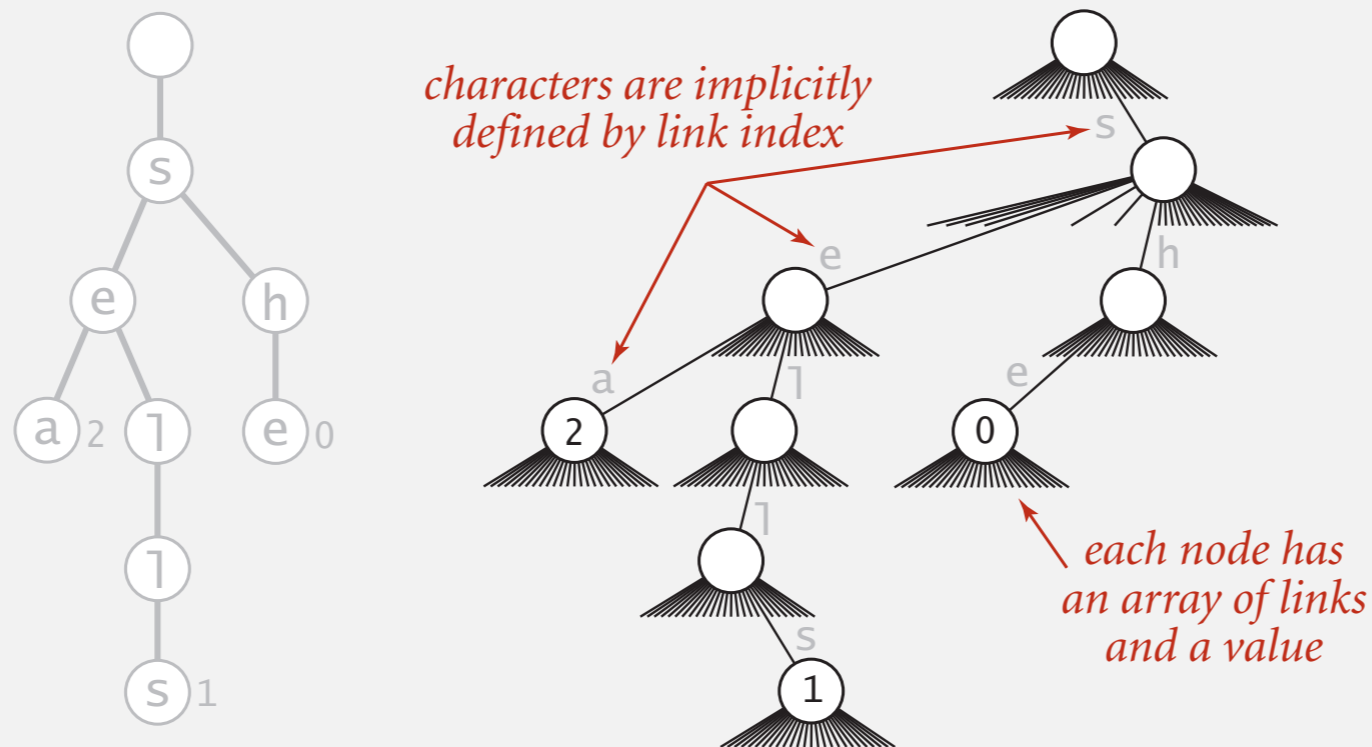 characters are implicitly
defined by link index
s
s
e
h
e
h
a
2
l
e
0
a
l
e
2
0
l
l
s
1
s
1
each node has
an array of links
and a value